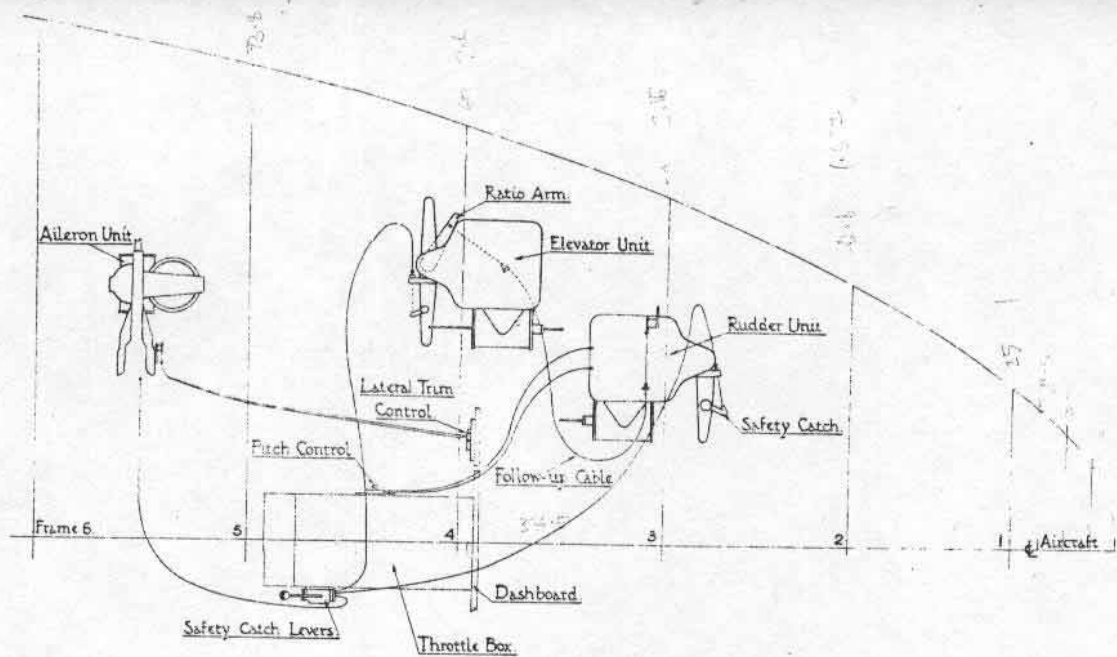 Ratio Arm.
Aileron Unit
Elevator Unit
Rudder Unit
Lateral Trim
Control
Safety Catch
Pitch Control
Follow-up Cable
Frame 6.
5
4
3
2
1
Aircraft
Dashboard
Safety Catch Levers
Throttle Box